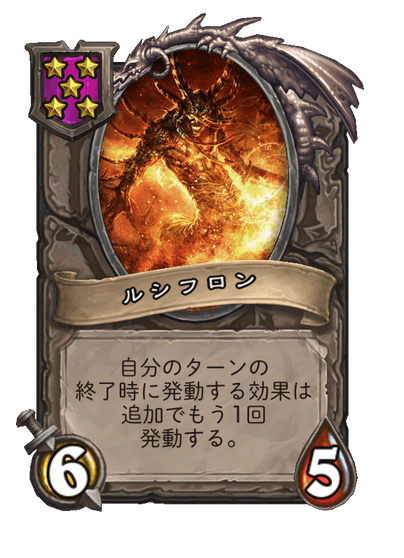 ルシフロン
自分のターンの
終了時に発動する効果は
追加でもう1回
発動する。
6
5